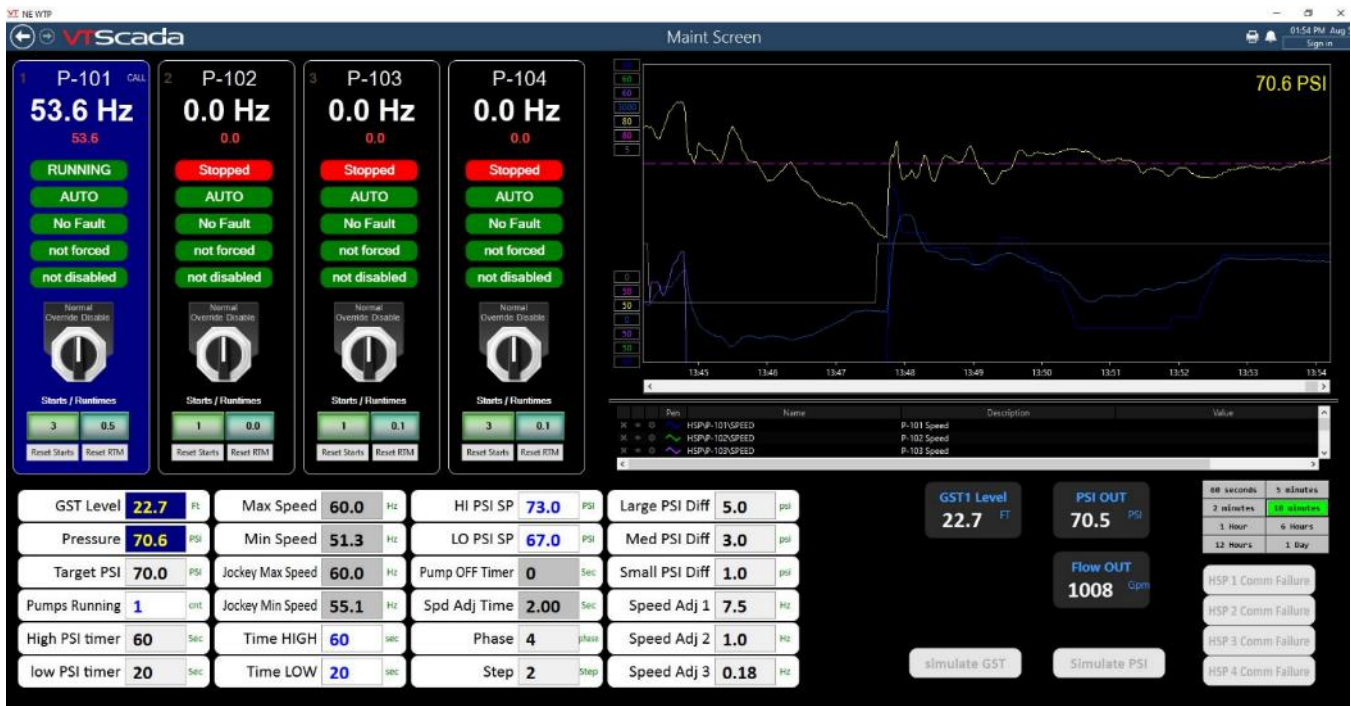 VT NE WTP
VTScada
Maint Screen
01:54 PM Aug
Sign in
1 P-101 CALL
53.6 Hz
53.6
RUNNING
AUTO
No Fault
not forced
not disabled
Normal
Override Disable
Starts / Runtimes
3 0.5
Reset Starts Reset RTM
2 P-102
0.0 Hz
0.0
Stopped
AUTO
No Fault
not forced
not disabled
Normal
Override Disable
Starts / Runtimes
1 0.0
Reset Starts Reset RTM
3 P-103
0.0 Hz
0.0
Stopped
AUTO
No Fault
not forced
not disabled
Normal
Override Disable
Starts / Runtimes
1 0.1
Reset Starts Reset RTM
P-104
0.0 Hz
0.0
Stopped
AUTO
No Fault
not forced
not disabled
Normal
Override Disable
Starts / Runtimes
3 0.1
Reset Starts Reset RTM
70.6 PSI
60
60
80
80
5
0
50
50
0
50
50
13:45 13:46 13:47 13:48 13:49 13:50 13:51 13:52 13:53 13:54
Pen Name Description Value
HSP\P-101\SPEED P-101 Speed
HSP\P-102\SPEED P-102 Speed
HSP\P-103\SPEED P-103 Speed
GST Level 22.7 Ft
Pressure 70.6 PSI
Target PSI 70.0 PSI
Pumps Running 1 cnt
High PSI timer 60 Sec
low PSI timer 20 Sec
Max Speed 60.0 Hz
Min Speed 51.3 Hz
Jockey Max Speed 60.0 Hz
Jockey Min Speed 55.1 Hz
Time HIGH 60 sec
Time LOW 20 sec
HI PSI SP 73.0 PSI
LO PSI SP 67.0 PSI
Pump OFF Timer 0 Sec
Spd Adj Time 2.00 Sec
Phase 4 phase
Step 2 Step
Large PSI Diff 5.0 psi
Med PSI Diff 3.0 psi
Small PSI Diff 1.0 psi
Speed Adj 1 7.5 Hz
Speed Adj 2 1.0 Hz
Speed Adj 3 0.18 Hz
GST1 Level
22.7 FT
PSI OUT
70.5 PSI
Flow OUT
1008 Gpm
simulate GST
Simulate PSI
60 seconds 5 minutes
2 minutes 10 minutes
1 Hour 6 Hours
12 Hours 1 Day
HSP 1 Comm Failure
HSP 2 Comm Failure
HSP 3 Comm Failure
HSP 4 Comm Failure